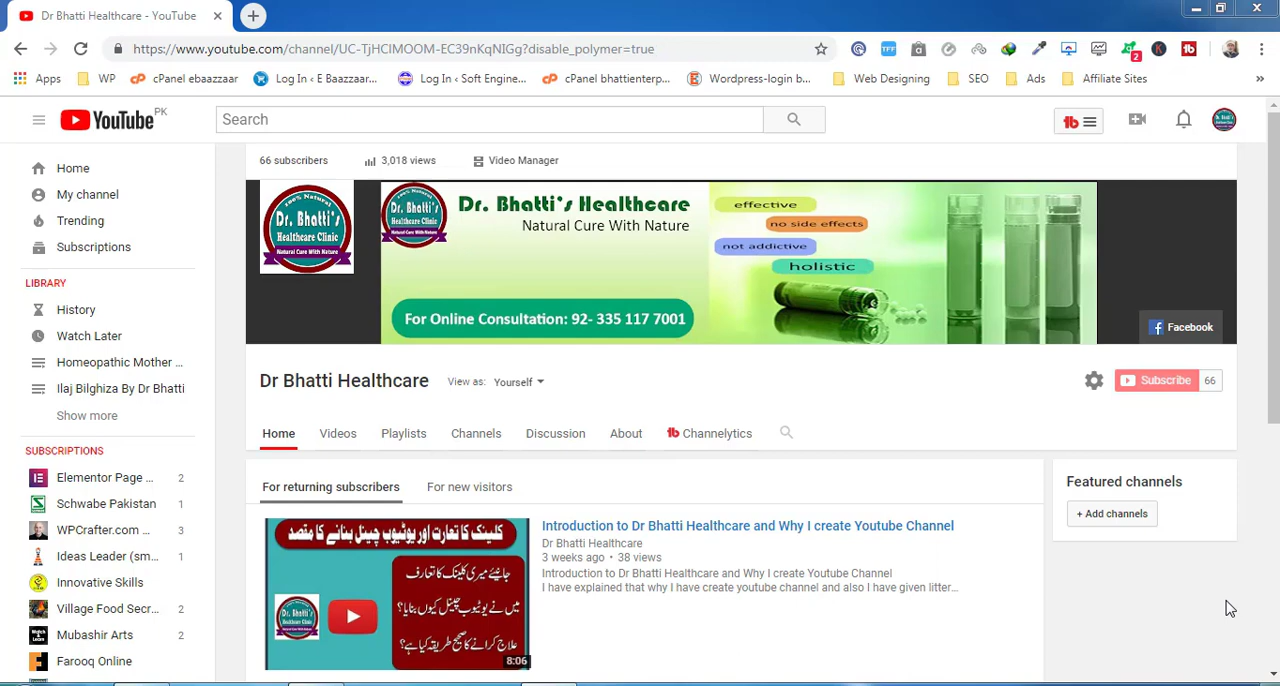 Dr Bhatti Healthcare - YouTube
https://www.youtube.com/channel/UC-TjHCIMOOM-EC39nKqNIGg?disable_polymer=true
Apps
WP
cPanel ebaazzaar
Log In ‹ E Baazzaar...
Log In ‹ Soft Engine...
cPanel bhattienterp...
Wordpress-login b...
Web Designing
SEO
Ads
Affiliate Sites
»
YouTube PK
Search
Home
My channel
Trending
Subscriptions
LIBRARY
History
Watch Later
Homeopathic Mother ...
Ilaj Bilghiza By Dr Bhatti
Show more
SUBSCRIPTIONS
Elementor Page ... 2
Schwabe Pakistan 1
WPCrafter.com ... 3
Ideas Leader (sm... 1
Innovative Skills
Village Food Secr... 2
Mubashir Arts 2
Farooq Online
66 subscribers
3,018 views
Video Manager
100% Natural
Dr. Bhatti's
Healthcare Clinic
Natural Cure With Nature
Dr. Bhatti's Healthcare
Natural Cure With Nature
For Online Consultation: 92- 335 117 7001
effective
no side effects
not addictive
holistic
Facebook
Dr Bhatti Healthcare
View as: Yourself
Subscribe 66
Home
Videos
Playlists
Channels
Discussion
About
Channelytics
For returning subscribers
For new visitors
Featured channels
+ Add channels
کلینک کا تعارت اور یوٹیوب چینل بنانے کا مقصد
جانیئے میری کلینک کا تعارف
میں نے یوٹیوب چینل کیوں بنایا؟
علاج کرانے کا صحیح طریقہ کیا ہے؟
8:06
Introduction to Dr Bhatti Healthcare and Why I create Youtube Channel
Dr Bhatti Healthcare
3 weeks ago • 38 views
Introduction to Dr Bhatti Healthcare and Why I create Youtube Channel
I have explained that why I have create youtube channel and also I have given litter...